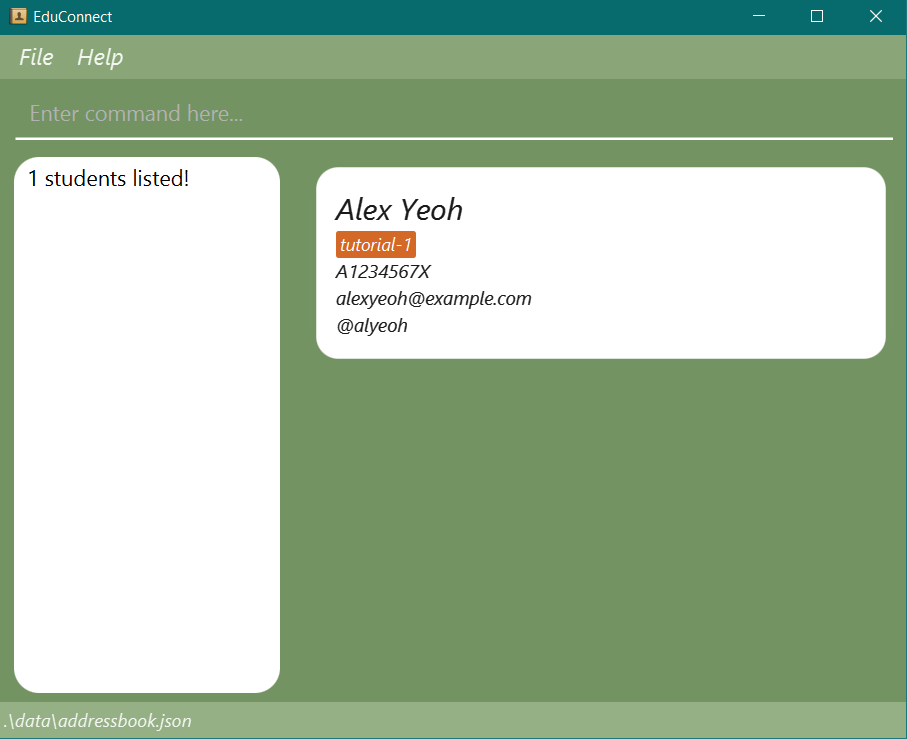 EduConnect
File Help
Enter command here...
1 students listed!
Alex Yeoh
tutorial-1
A1234567X
alexyeoh@example.com
@alyeoh
.\data\addressbook.json